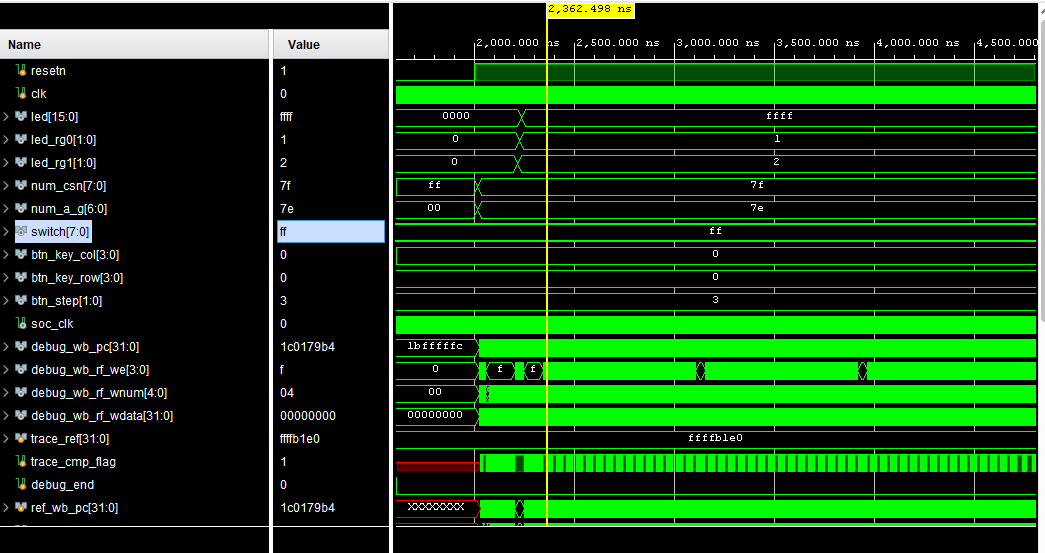 2,362.498 ns
Name Value 2,000.000 ns 2,500.000 ns 3,000.000 ns 3,500.000 ns 4,000.000 ns 4,500.000
resetn 1
clk 0
led[15:0] ffff 0000 ffff
led_rg0[1:0] 1 0 1
led_rg1[1:0] 2 0 2
num_csn[7:0] 7f ff 7f
num_a_g[6:0] 7e 00 7e
switch[7:0] ff ff
btn_key_col[3:0] 0 0
btn_key_row[3:0] 0 0
btn_step[1:0] 3 3
soc_clk 0
debug_wb_pc[31:0] 1c0179b4 1bfffffc
debug_wb_rf_we[3:0] f 0 f f
debug_wb_rf_wnum[4:0] 04 00
debug_wb_rf_wdata[31:0] 00000000 00000000
trace_ref[31:0] ffffb1e0 ffffb1e0
trace_cmp_flag 1
debug_end 0
ref_wb_pc[31:0] 1c0179b4 XXXXXXXX